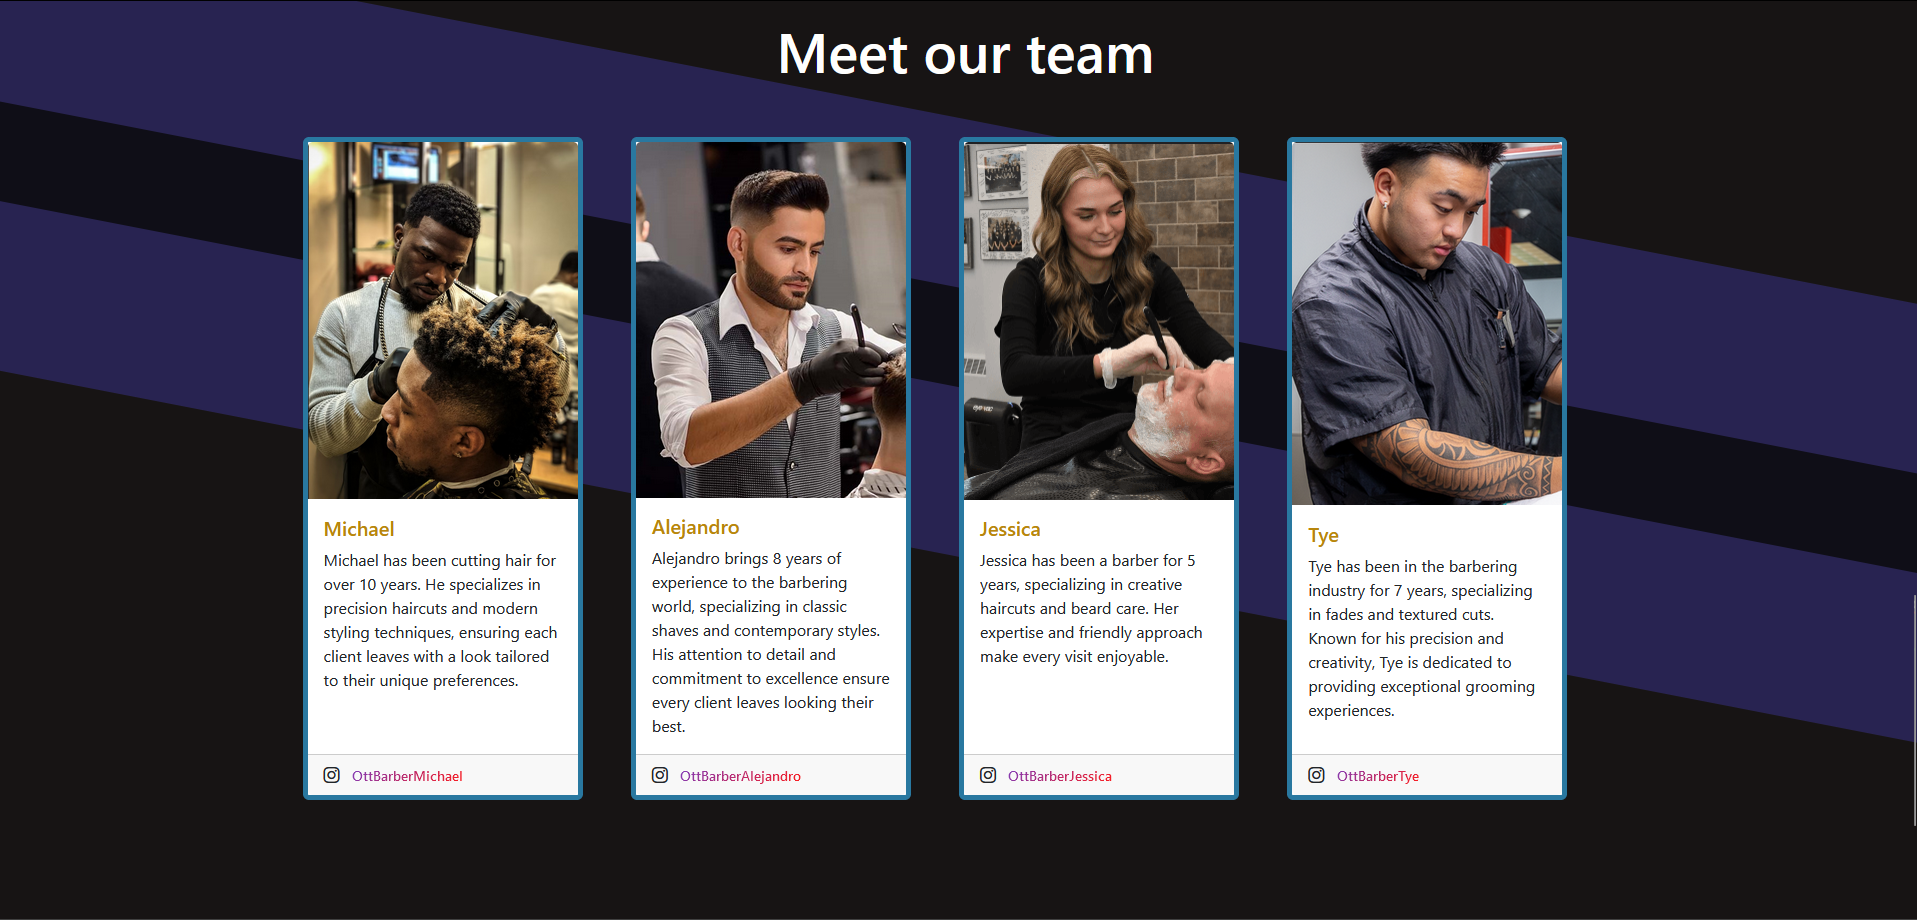 Meet our team
Michael
Michael has been cutting hair for
over 10 years. He specializes in
precision haircuts and modern
styling techniques, ensuring each
client leaves with a look tailored
to their unique preferences.
OttBarberMichael
Alejandro
Alejandro brings 8 years of
experience to the barbering
world, specializing in classic
shaves and contemporary styles.
His attention to detail and
commitment to excellence ensure
every client leaves looking their
best.
OttBarberAlejandro
eye vac
Jessica
Jessica has been a barber for 5
years, specializing in creative
haircuts and beard care. Her
expertise and friendly approach
make every visit enjoyable.
OttBarberJessica
Tye
Tye has been in the barbering
industry for 7 years, specializing
in fades and textured cuts.
Known for his precision and
creativity, Tye is dedicated to
providing exceptional grooming
experiences.
OttBarberTye